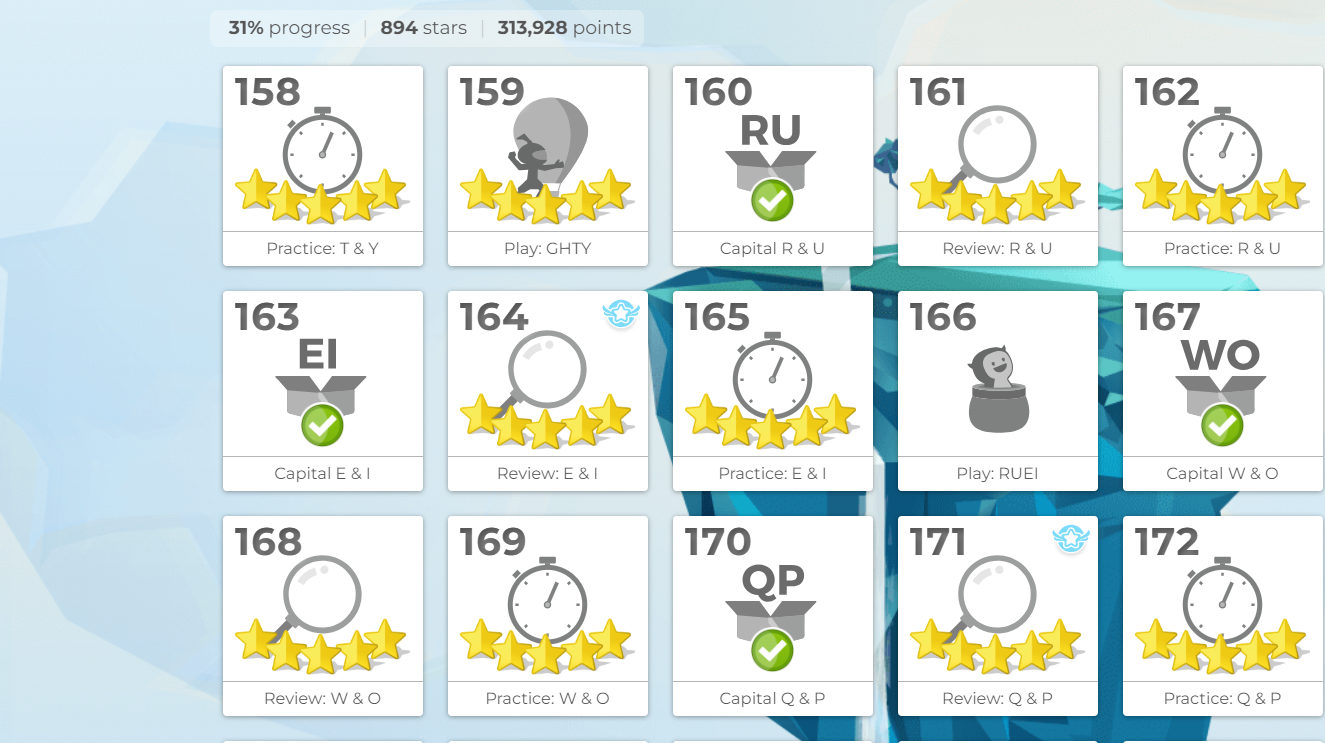 31% progress | 894 stars | 313,928 points
158
Practice: T & Y
159
Play: GHTY
160
RU
Capital R & U
161
Review: R & U
162
Practice: R & U
163
EI
Capital E & I
164
Review: E & I
165
Practice: E & I
166
Play: RUEI
167
WO
Capital W & O
168
Review: W & O
169
Practice: W & O
170
QP
Capital Q & P
171
Review: Q & P
172
Practice: Q & P